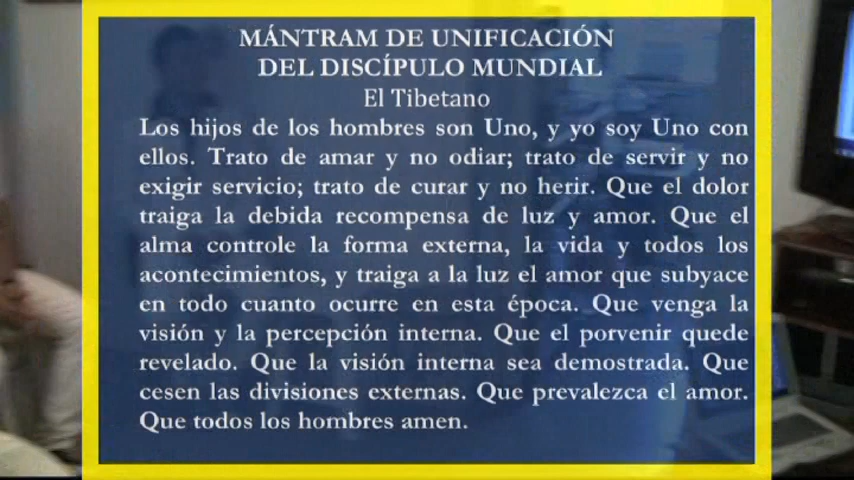 MÁNTRAM DE UNIFICACIÓN
DEL DISCÍPULO MUNDIAL
El Tibetano
Los hijos de los hombres son Uno, y yo soy Uno con
ellos. Trato de amar y no odiar; trato de servir y no
exigir servicio; trato de curar y no herir. Que el dolor
traiga la debida recompensa de luz y amor. Que el
alma controle la forma externa, la vida y todos los
acontecimientos, y traiga a la luz el amor que subyace
en todo cuanto ocurre en esta época. Que venga la
visión y la percepción interna. Que el porvenir quede
revelado. Que la visión interna sea demostrada. Que
cesen las divisiones externas. Que prevalezca el amor.
Que todos los hombres amen.